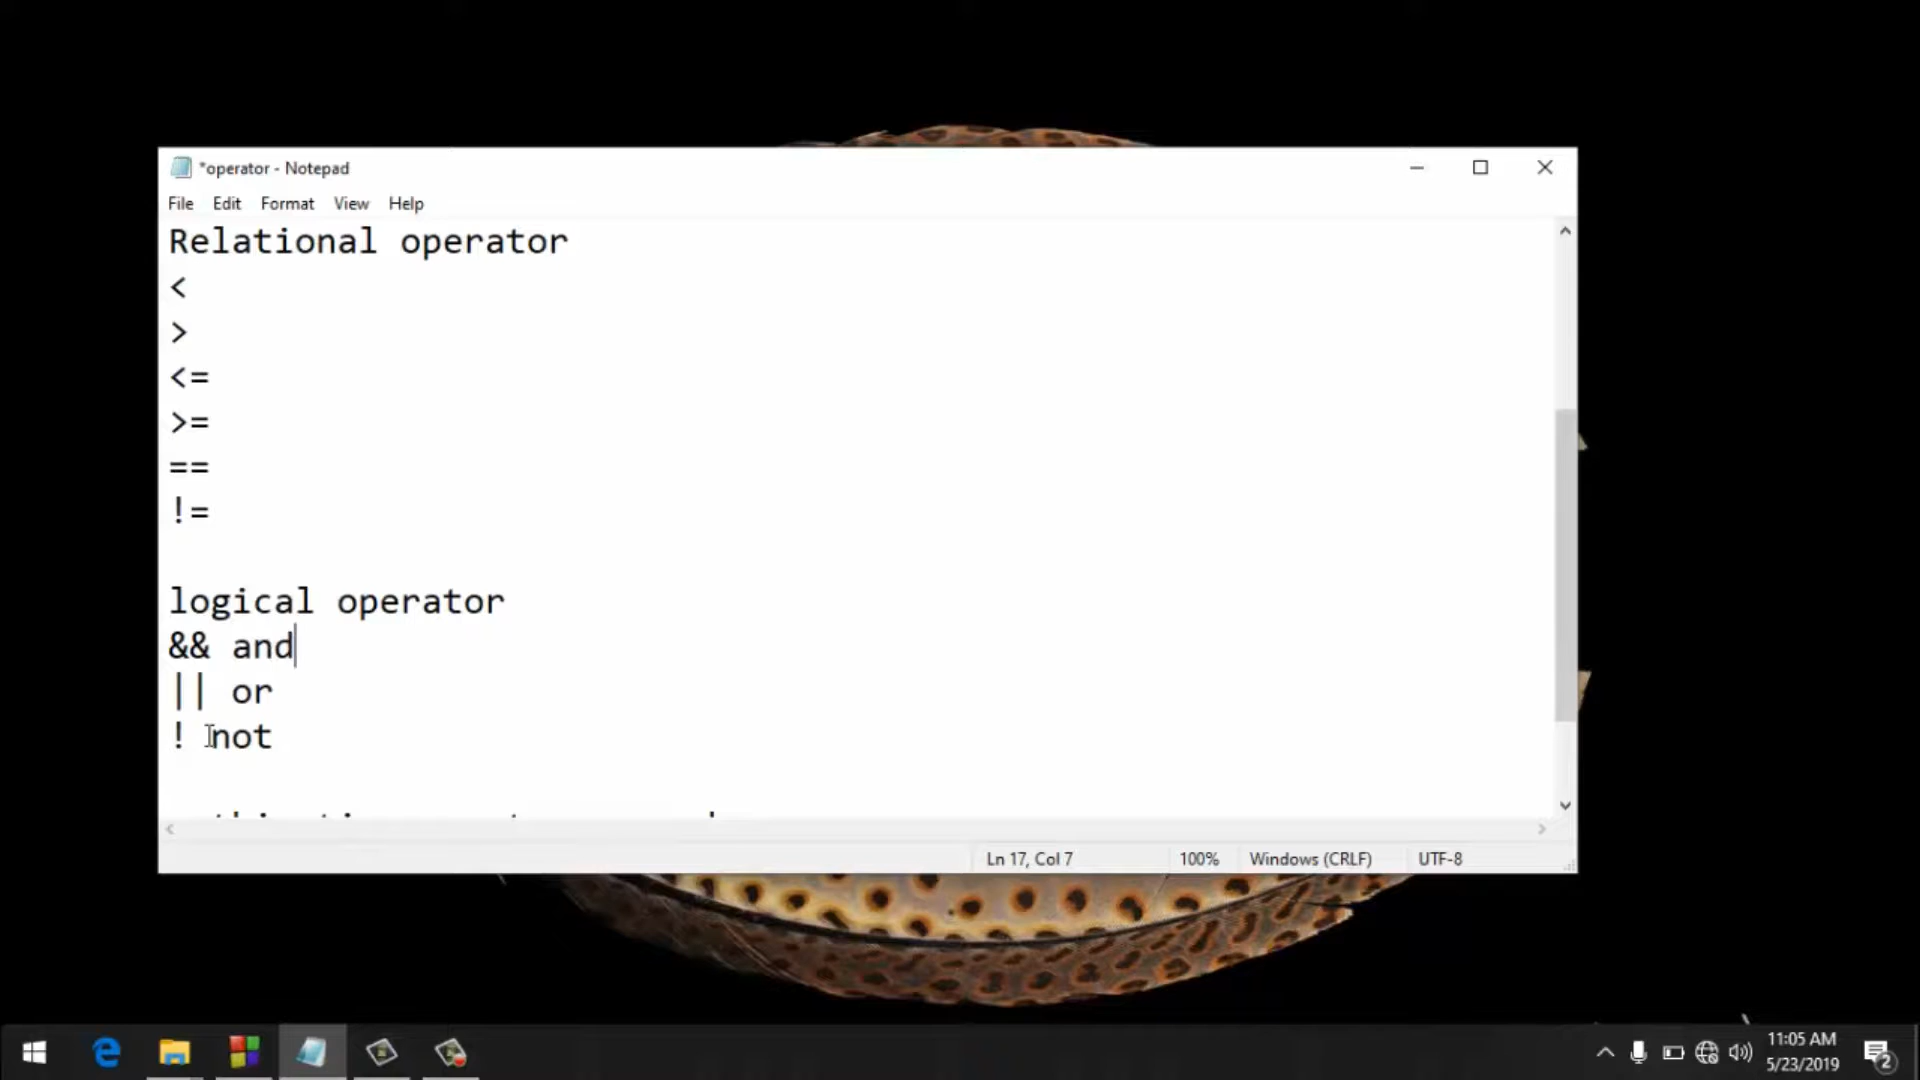 *operator - Notepad
File Edit Format View Help
Relational operator
<
>
<=
>=
==
!=
logical operator
&& and
|| or
! not
Ln 17, Col 7 100% Windows (CRLF) UTF-8
11:05 AM
5/23/2019
2